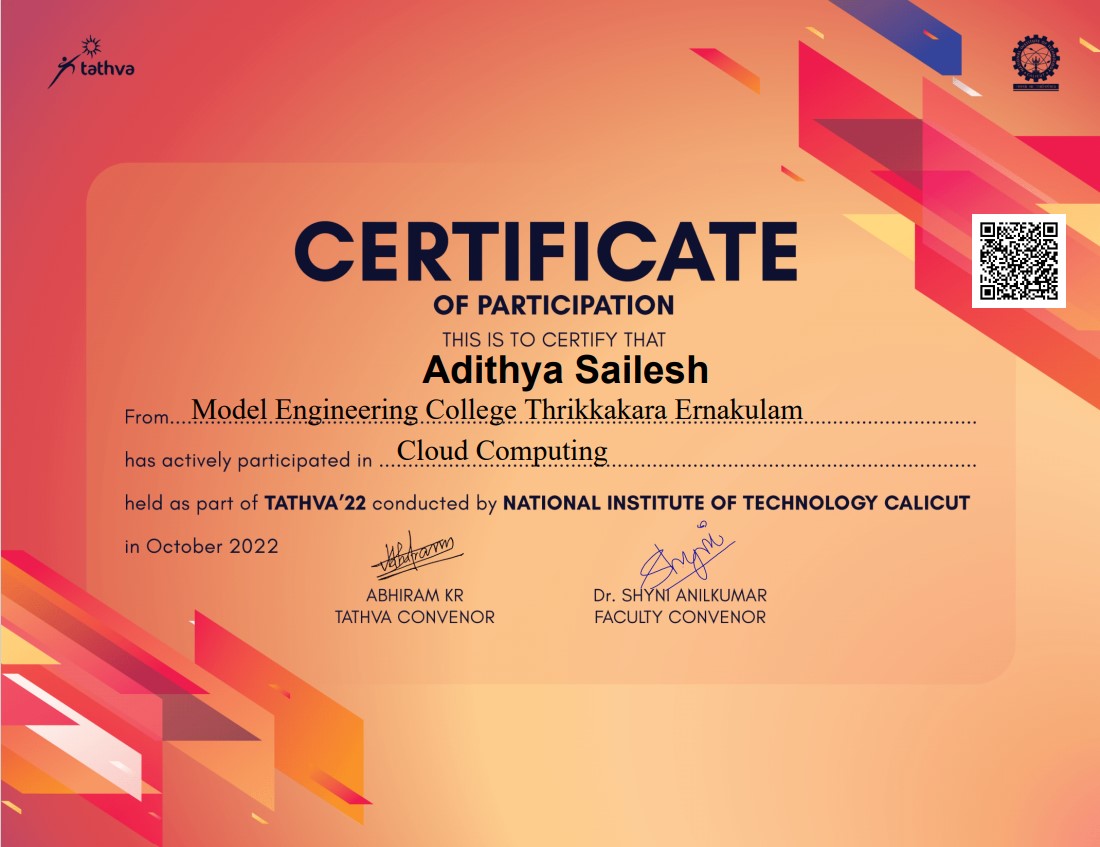 tathva
CERTIFICATE
OF PARTICIPATION
THIS IS TO CERTIFY THAT
Adithya Sailesh
From.... Model Engineering College Thrikkakara Ernakulam
has actively participated in .... Cloud Computing
held as part of TATHVA'22 conducted by NATIONAL INSTITUTE OF TECHNOLOGY CALICUT
in October 2022
ABHIRAM KR
TATHVA CONVENOR
Dr. SHYNI ANILKUMAR
FACULTY CONVENOR